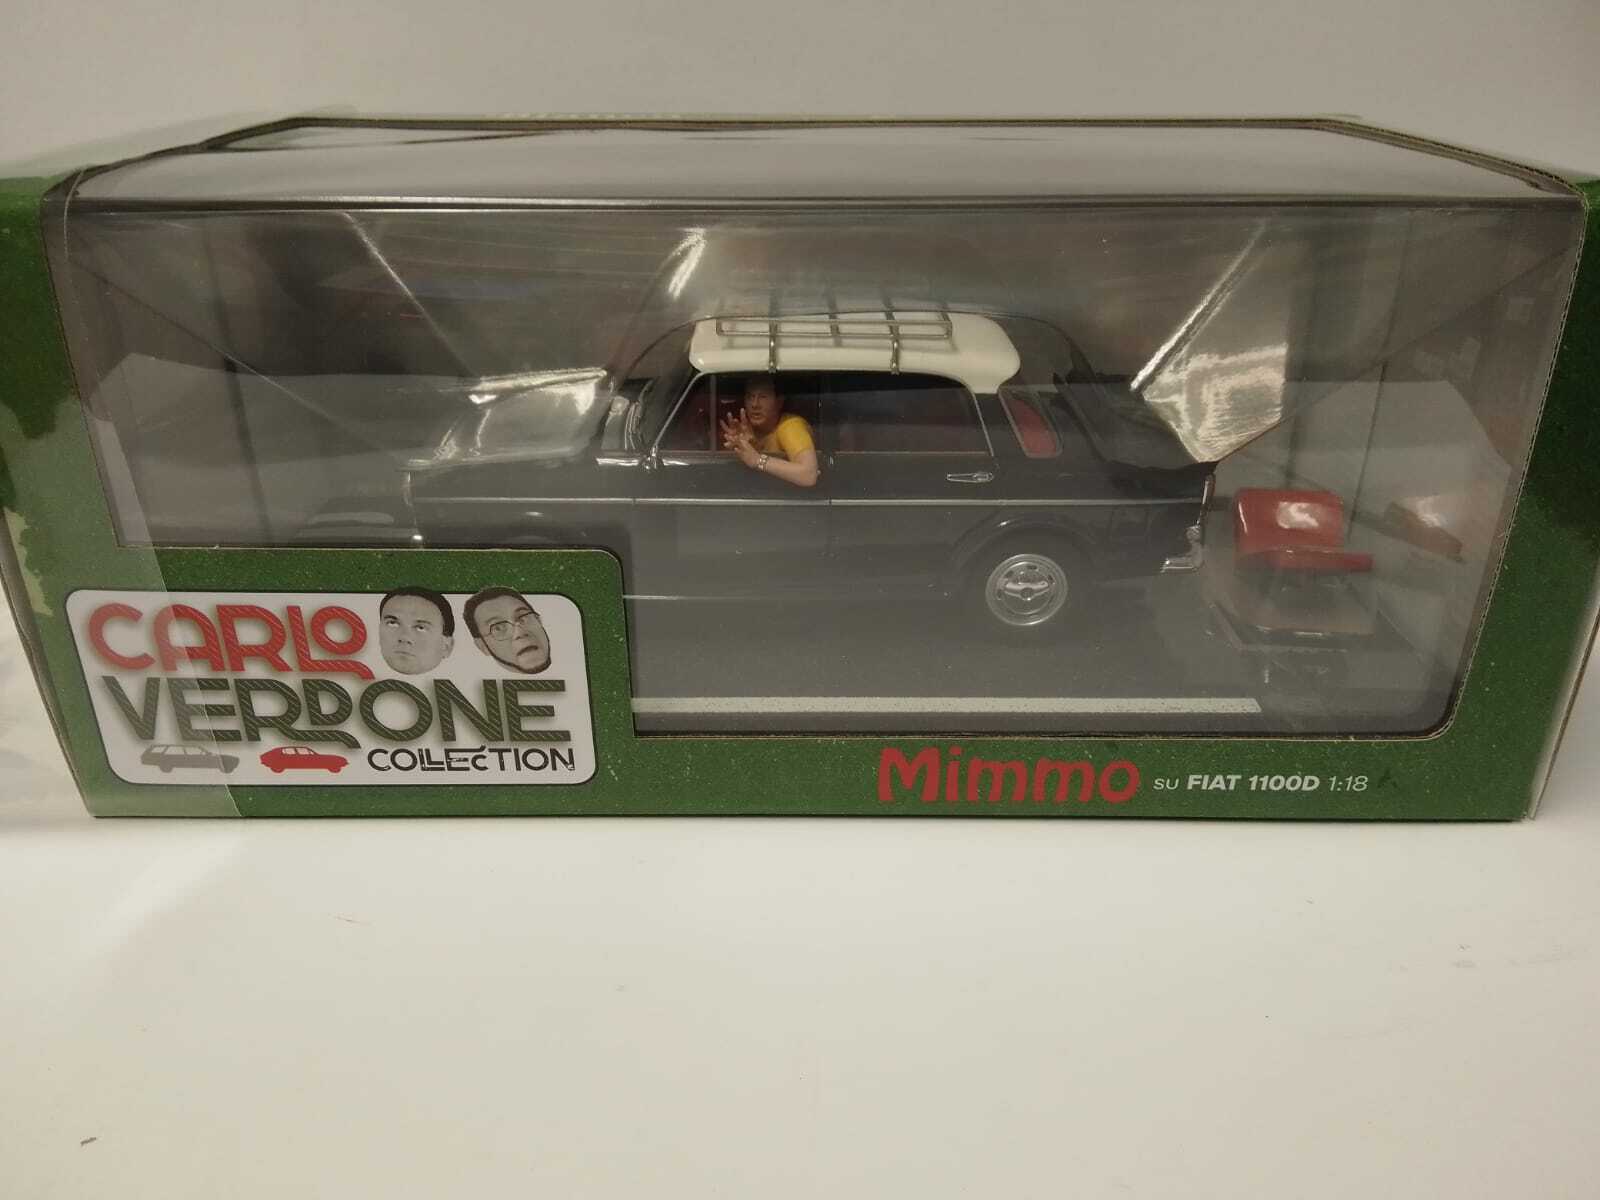 CARLO
VERDONE
COLLECTION
Mimmo su FIAT 1100D 1:18